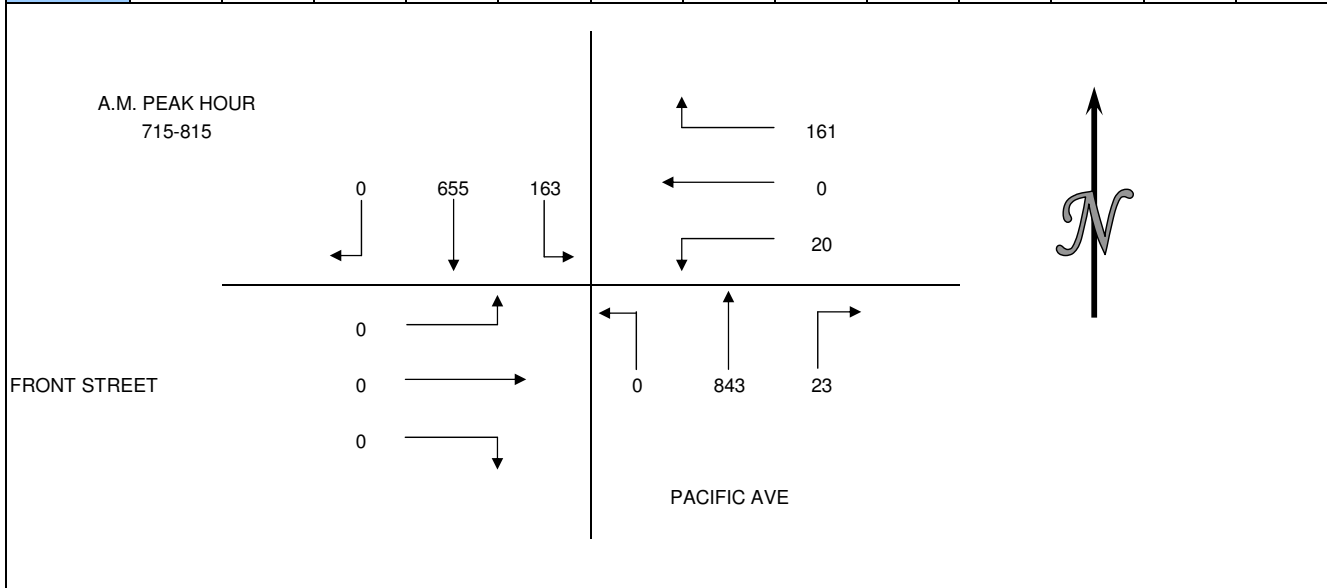 A.M. PEAK HOUR
715-815
161
0 655 163 0
20
0
FRONT STREET 0 0 843 23
0
PACIFIC AVE
N